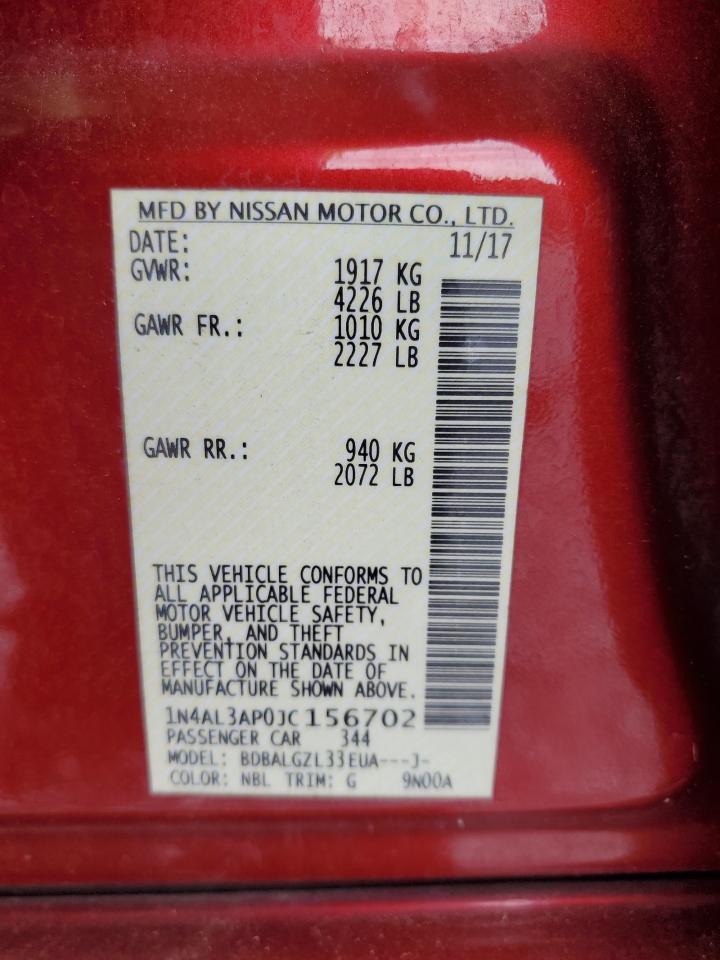 MFD BY NISSAN MOTOR CO., LTD.
DATE: 11/17
GVWR: 1917 KG
4226 LB
GAWR FR.: 1010 KG
2227 LB
GAWR RR.: 940 KG
2072 LB
THIS VEHICLE CONFORMS TO
ALL APPLICABLE FEDERAL
MOTOR VEHICLE SAFETY,
BUMPER, AND THEFT
PREVENTION STANDARDS IN
EFFECT ON THE DATE OF
MANUFACTURE SHOWN ABOVE.
1N4AL3AP0JC156702
PASSENGER CAR 344
MODEL: BDBALGZL33EUA---J-
COLOR: NBL TRIM: G 9N00A